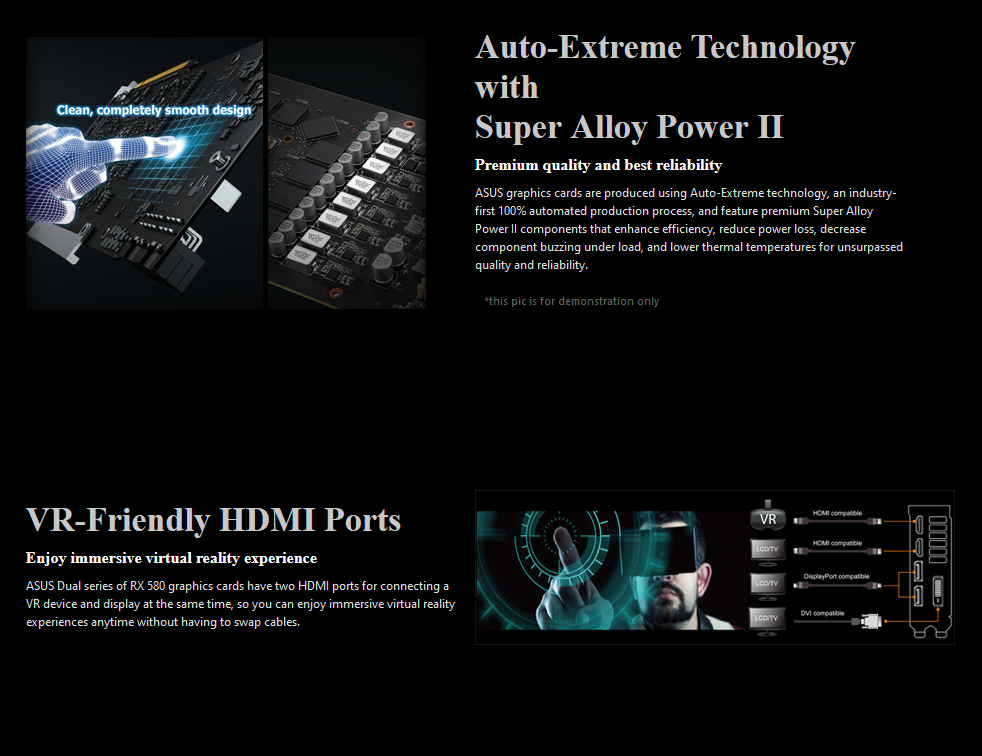 Clean, completely smooth design
Auto-Extreme Technology
with
Super Alloy Power II
Premium quality and best reliability
ASUS graphics cards are produced using Auto-Extreme technology, an industry-
first 100% automated production process, and feature premium Super Alloy
Power II components that enhance efficiency, reduce power loss, decrease
component buzzing under load, and lower thermal temperatures for unsurpassed
quality and reliability.
*this pic is for demonstration only
VR-Friendly HDMI Ports
Enjoy immersive virtual reality experience
ASUS Dual series of RX 580 graphics cards have two HDMI ports for connecting a
VR device and display at the same time, so you can enjoy immersive virtual reality
experiences anytime without having to swap cables.
VR
HDMI compatible
LCD/TV
HDMI compatible
LCD/TV
DisplayPort compatible
LCD/TV
DVI compatible